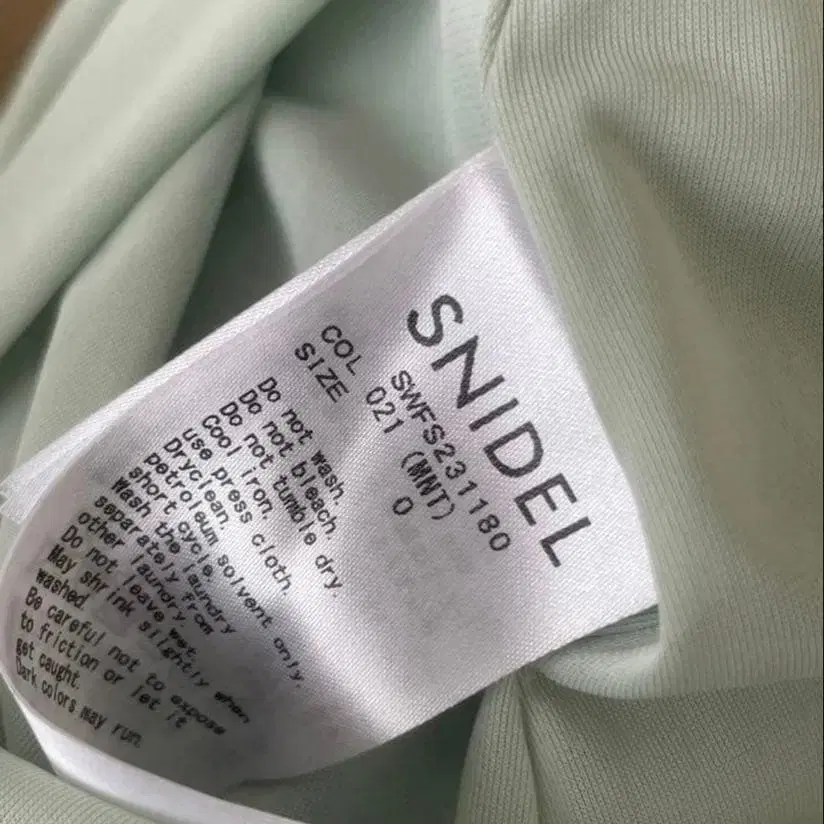 SNIDEL
SWFS231180
COL 021 (MNT)
SIZE 0
Do not wash.
Do not bleach.
Do not tumble dry.
Cool iron.
use press cloth.
Dryclean,
petroleum solvent only.
short cycle.
Wash the laundry
separately from
other laundry.
Do not leave wet.
May shrink slightly when
washed.
Be careful not to expose
to friction or let it
get caught.
Dark colors may run.